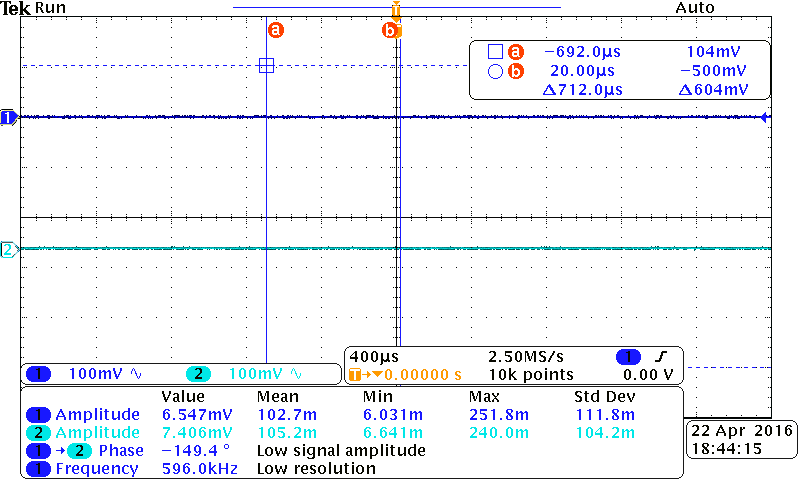 Tek Run T Auto
a b
a −692.0µs 104mV
b 20.00µs −500mV
Δ712.0µs Δ604mV
1
2
1 100mV 2 100mV
400µs 2.50MS/s 1
T→▼0.00000 s 10k points 0.00 V
Value Mean Min Max Std Dev
1 Amplitude 6.547mV 102.7m 6.031m 251.8m 111.8m
2 Amplitude 7.406mV 105.2m 6.641m 240.0m 104.2m
1 → 2 Phase −149.4 ° Low signal amplitude
1 Frequency 596.0kHz Low resolution
22 Apr 2016
18:44:15